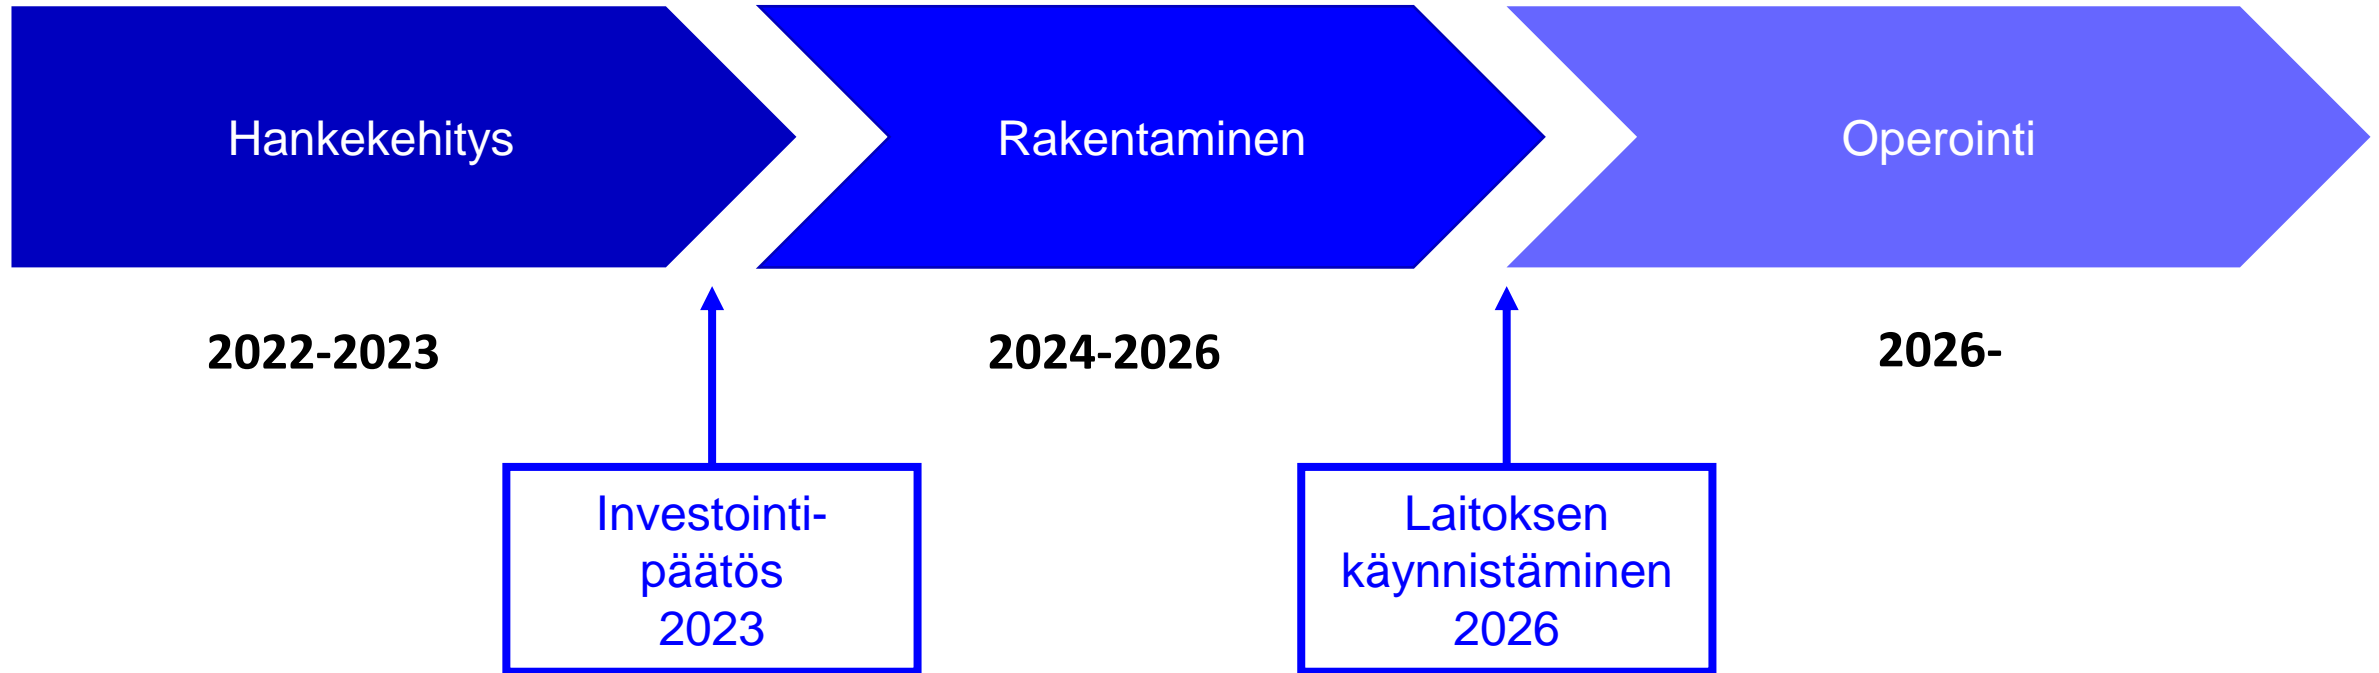 Hankekehitys
Rakentaminen
Operointi
2022-2023
2024-2026
2026-
Investointi-
päätös
2023
Laitoksen
käynnistäminen
2026